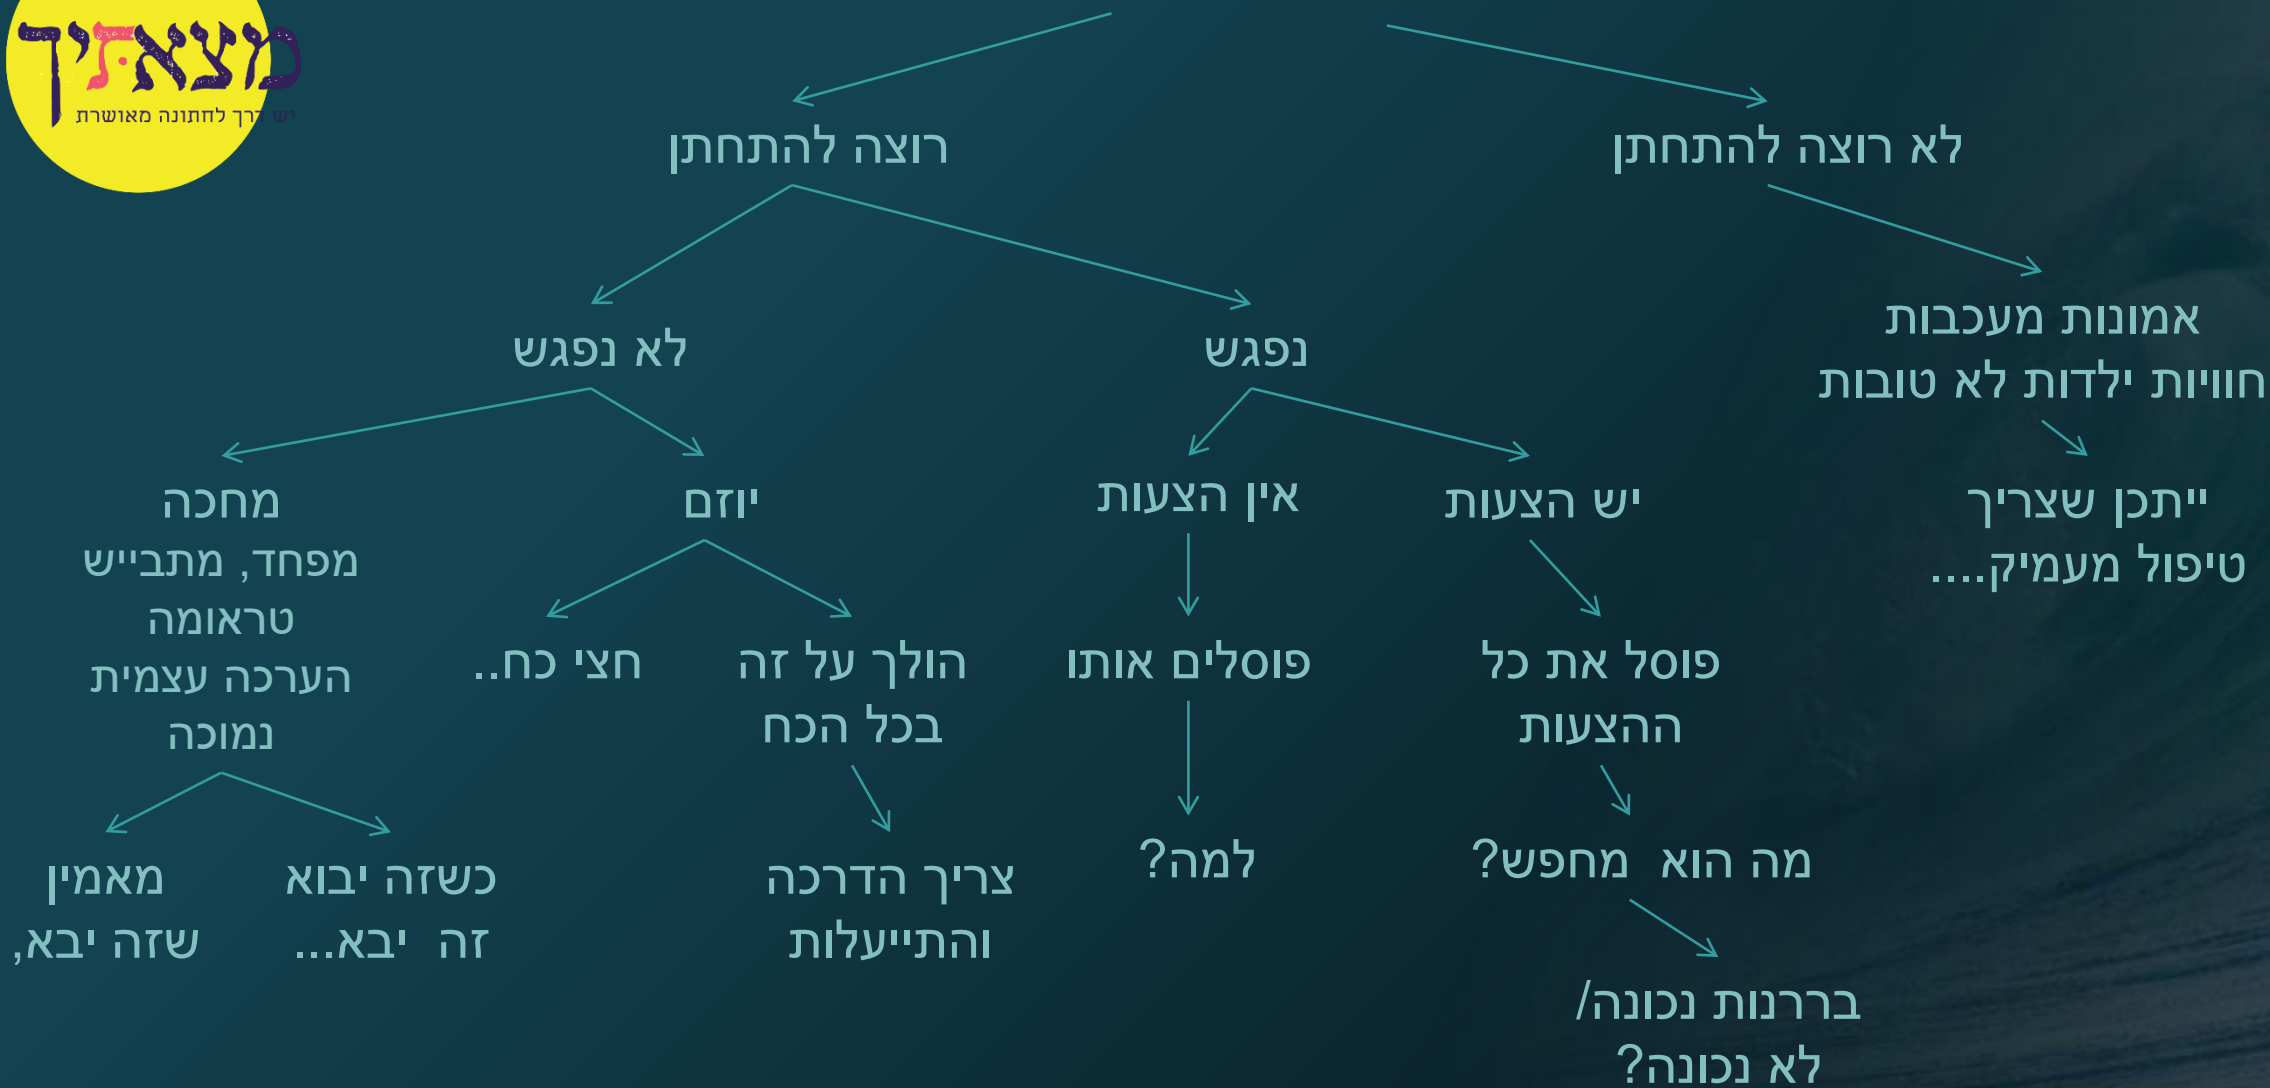 מצאתיך
יש דרך לחתונה מאושרת
לא רוצה להתחתן
רוצה להתחתן
אמונות מעכבות
חוויות ילדות לא טובות
נפגש
לא נפגש
ייתכן שצריך
טיפול מעמיק....
יש הצעות
אין הצעות
יוזם
מחכה
מפחד, מתבייש
טראומה
הערכה עצמית
נמוכה
פוסל את כל
ההצעות
פוסלים אותו
הולך על זה
בכל הכח
חצי כח..
מה הוא  מחפש?
למה?
צריך הדרכה
והתייעלות
כשזה יבוא
זה  יבא...
מאמין
שזה יבא,
בררנות נכונה/
לא נכונה?